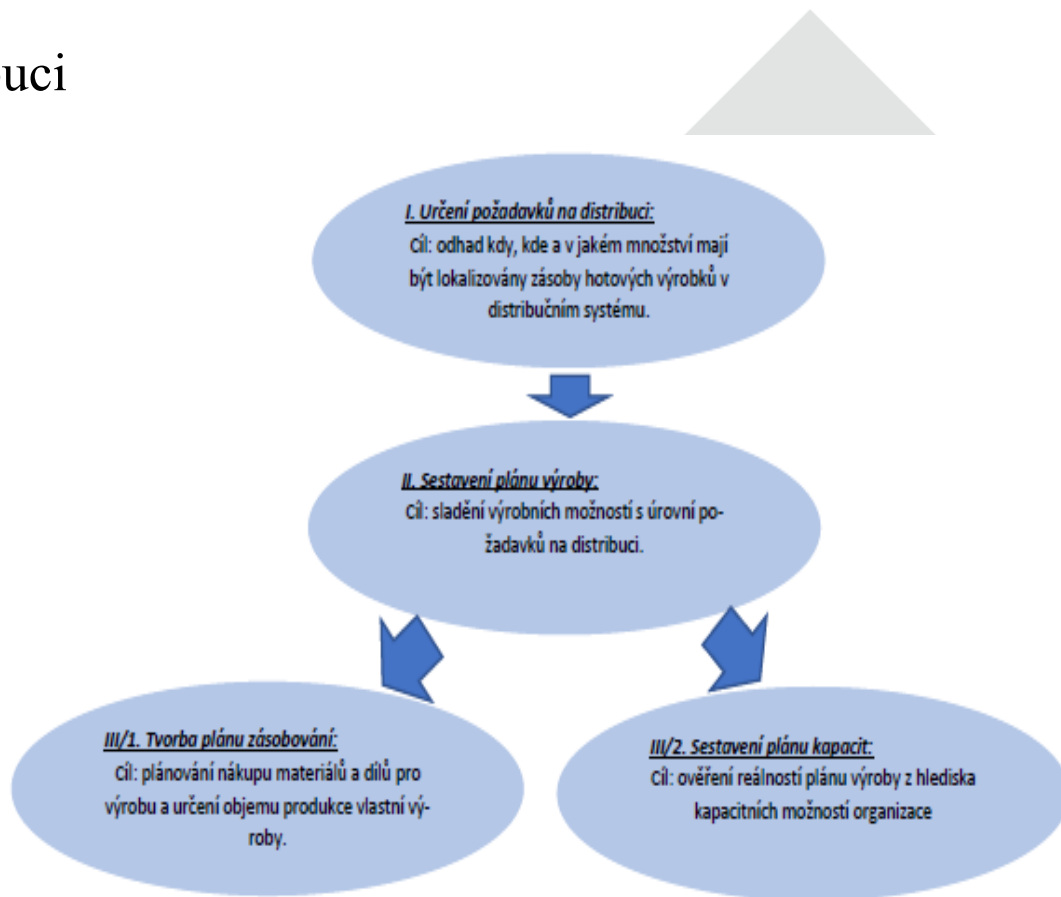 uci
I. Určení požadavků na distribuci:
Cíl: odhad kdy, kde a v jakém množství mají
být lokalizovány zásoby hotových výrobků v
distribučním systému.
II. Sestavení plánu výroby:
Cíl: sladění výrobních možností s úrovní po-
žadavků na distribuci.
III/1. Tvorba plánu zásobování:
Cíl: plánování nákupu materiálů a dílů pro
výrobu a určení objemu produkce vlastní vý-
roby.
III/2. Sestavení plánu kapacit:
Cíl: ověření reálností plánu výroby z hlediska
kapacitních možností organizace